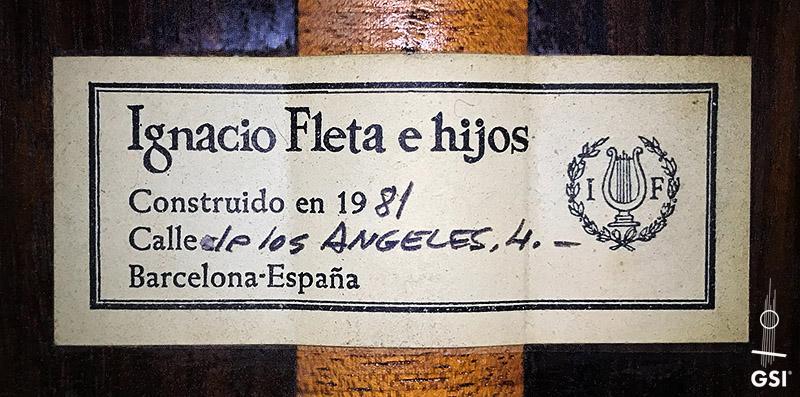 Ignacio Fleta e hijos
Construido en 1981
Calle de los ANGELES, 4. —
Barcelona-España
I F
GSI